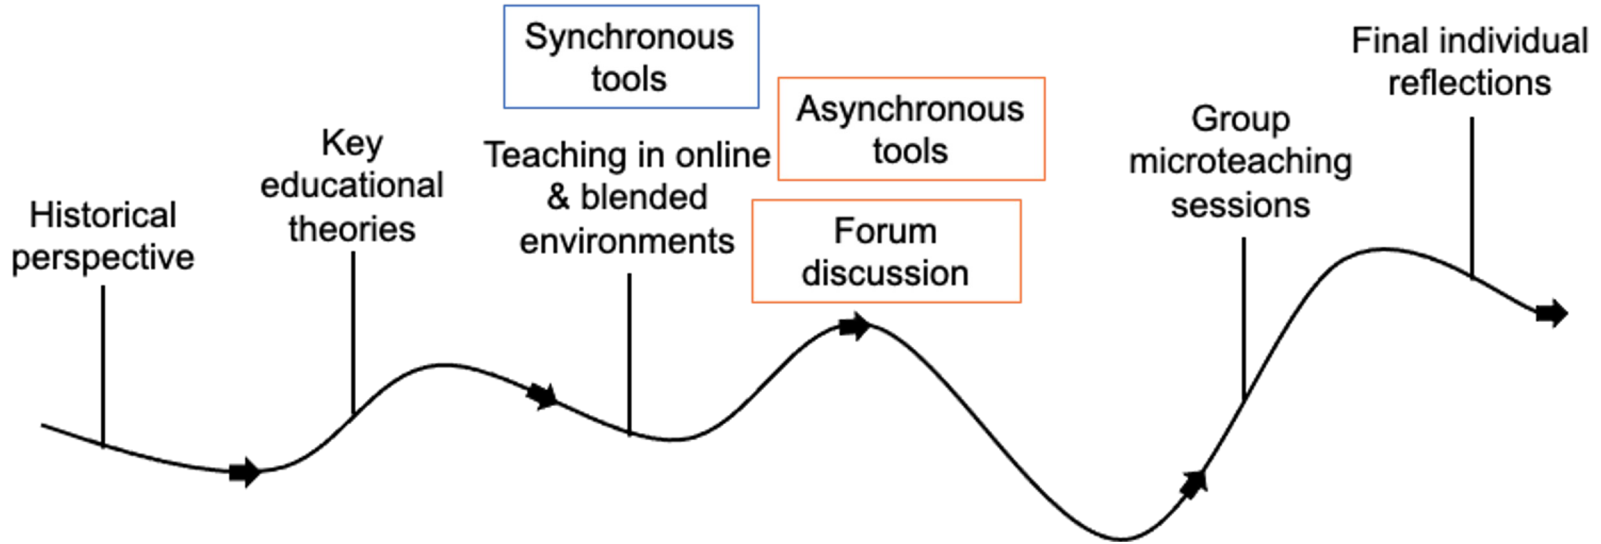 Historical
perspective
Key
educational
theories
Synchronous
tools
Teaching in online
& blended
environments
Asynchronous
tools
Forum
discussion
Group
microteaching
sessions
Final individual
reflections